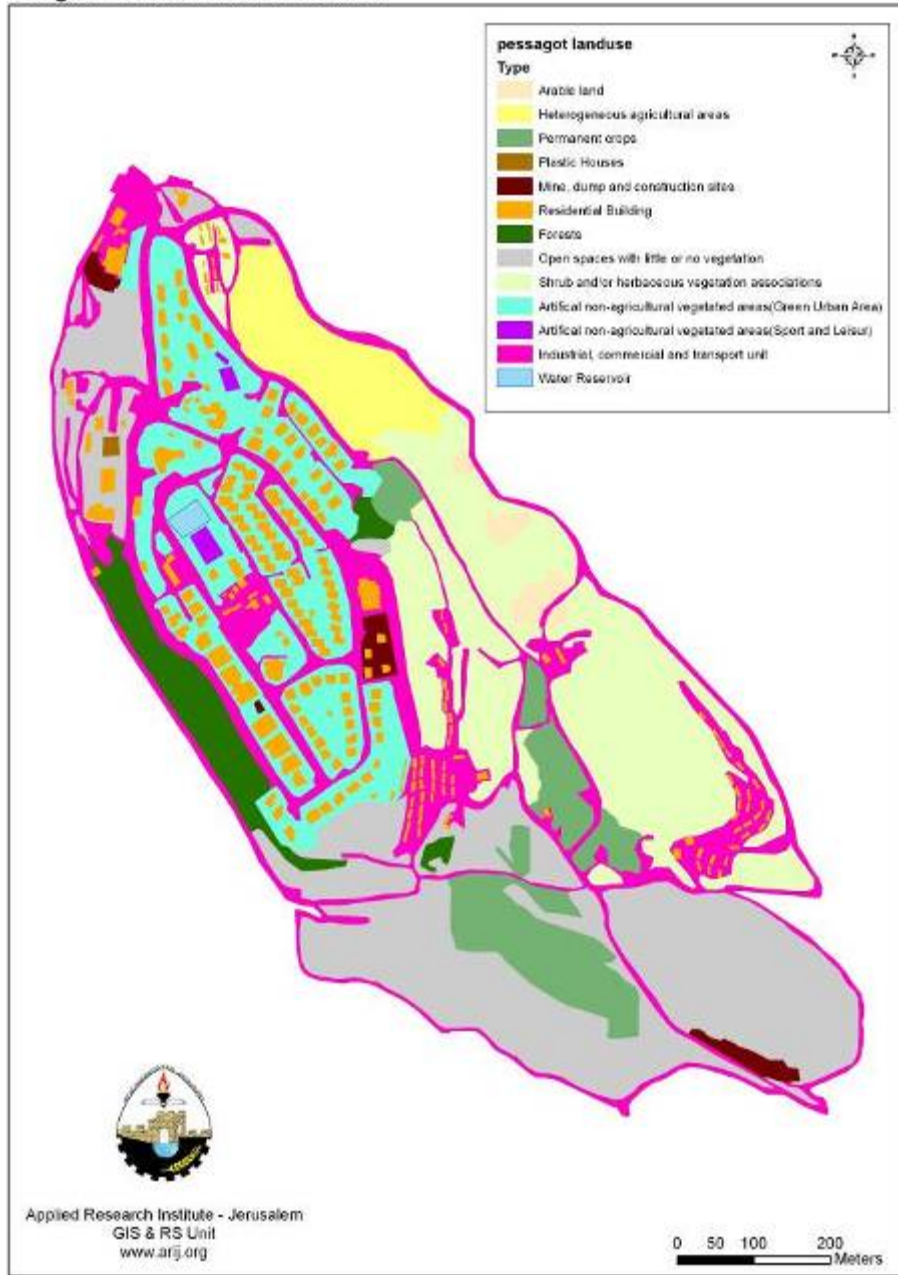 pessagot landuse
Type
Arable land
Heterogeneous agricultural areas
Permanent crops
Plastic Houses
Mine, dump and construction sites
Residential Building
Forests
Open spaces with little or no vegetation
Shrub and/or herbaceous vegetation associations
Artifical non-agricultural vegetated areas(Green Urban Area)
Artifical non-agricultural vegetated areas(Sport and Leisur)
Industrial, commercial and transport unit
Water Reservoir
Applied Research Institute - Jerusalem
GIS & RS Unit
www.arij.org
0 50 100 200
Meters